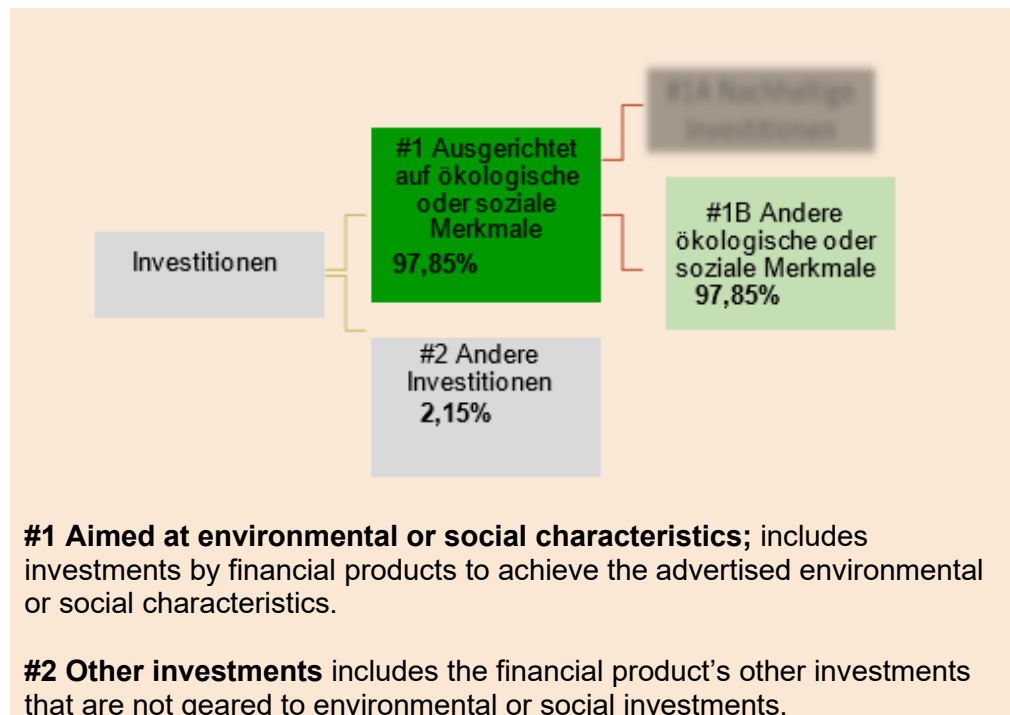 #1A Nachhaltige
Investitionen
#1 Ausgerichtet
auf ökologische
oder soziale
Merkmale
97,85%
#1B Andere
ökologische oder
soziale Merkmale
97,85%
Investitionen
#2 Andere
Investitionen
2,15%
#1 Aimed at environmental or social characteristics; includes
investments by financial products to achieve the advertised environmental
or social characteristics.
#2 Other investments includes the financial product’s other investments
that are not geared to environmental or social investments.